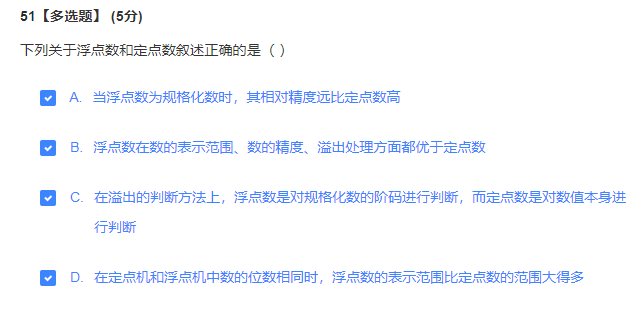 51【多选题】 (5分)
下列关于浮点数和定点数叙述正确的是（ ）
A. 当浮点数为规格化数时，其相对精度远比定点数高
B. 浮点数在数的表示范围、数的精度、溢出处理方面都优于定点数
C. 在溢出的判断方法上，浮点数是对规格化数的阶码进行判断，而定点数是对数值本身进
行判断
D. 在定点机和浮点机中数的位数相同时，浮点数的表示范围比定点数的范围大得多